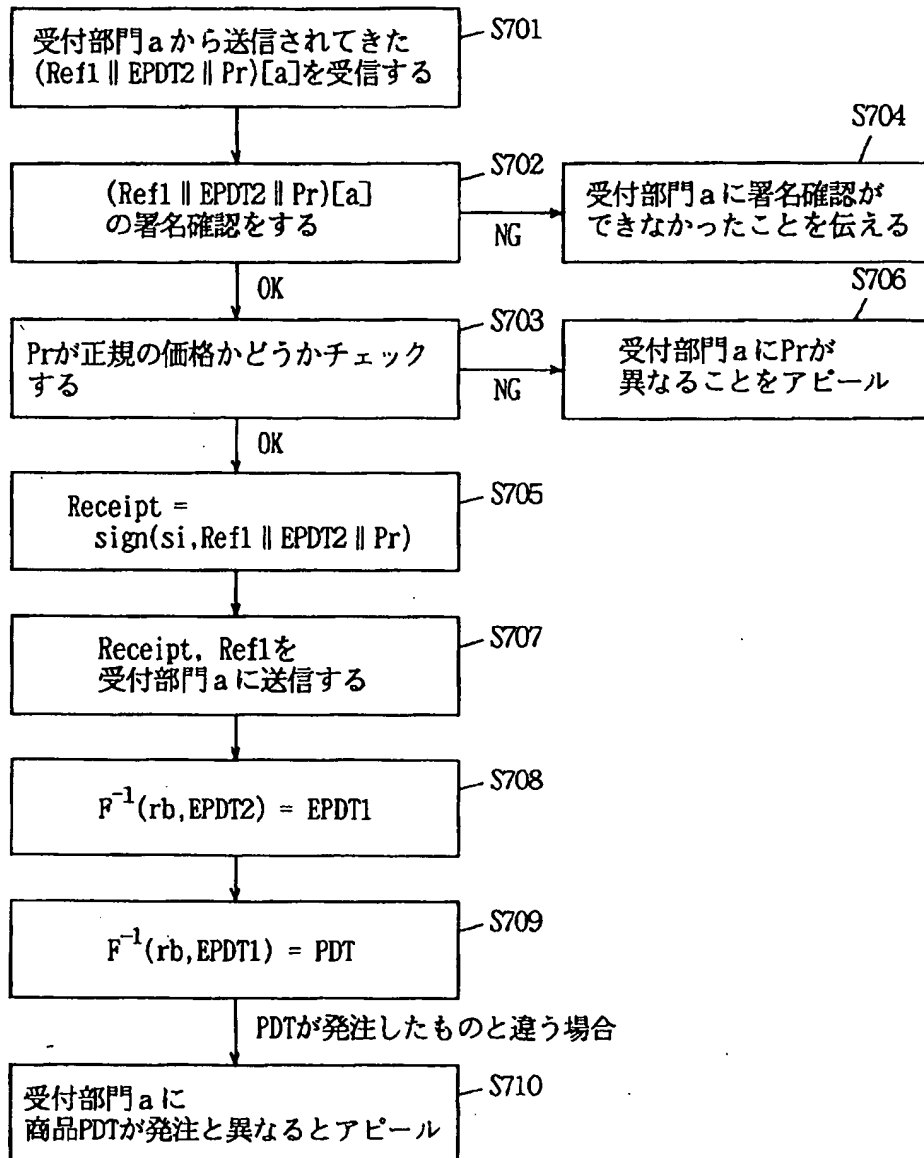 受付部門aから送信されてきた
(Ref1∥EPDT2∥Pr)[a]を受信する
S701
(Ref1∥EPDT2∥Pr)[a]
の署名確認をする
S702
NG
受付部門aに署名確認が
できなかったことを伝える
S704
OK
Prが正規の価格かどうかチェック
する
S703
NG
受付部門aにPrが
異なることをアピール
S706
OK
Receipt =
sign(si,Ref1∥EPDT2∥Pr)
S705
Receipt, Ref1を
受付部門aに送信する
S707
F⁻¹(rb,EPDT2) = EPDT1
S708
F⁻¹(rb,EPDT1) = PDT
S709
PDTが発注したものと違う場合
受付部門aに
商品PDTが発注と異なるとアピール
S710